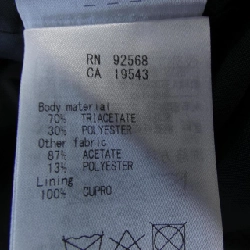 RN 92568
CA 19543
Body material
70% TRIACETATE
30% POLYESTER
Other fabric
87% ACETATE
13% POLYESTER
Lining
100% CUPRO